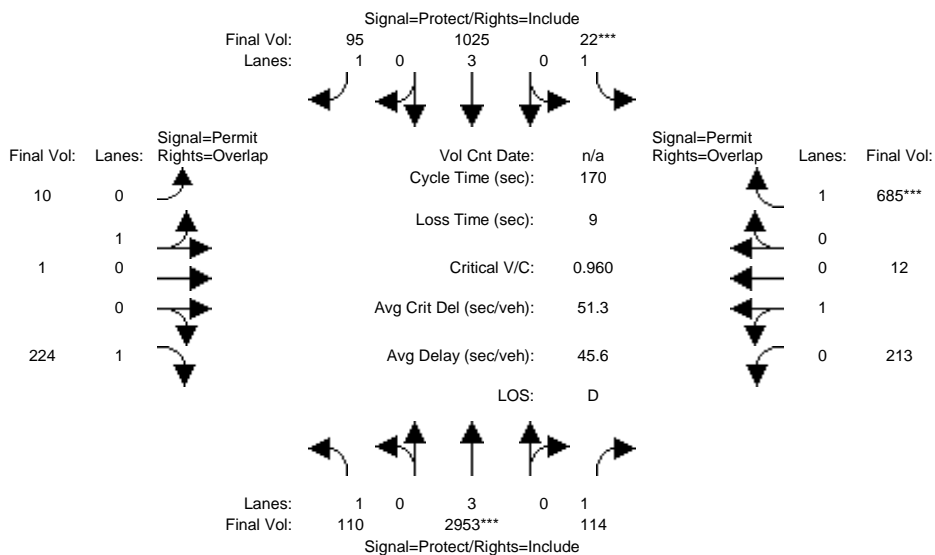 Signal=Protect/Rights=Include
Final Vol: 95 1025 22***
Lanes: 1 0 3 0 1
Signal=Permit Signal=Permit
Final Vol: Lanes: Rights=Overlap Vol Cnt Date: n/a Rights=Overlap Lanes: Final Vol:
Cycle Time (sec): 170
10 0 1 685***
Loss Time (sec): 9
1 0
1 0 Critical V/C: 0.960 0 12
0 Avg Crit Del (sec/veh): 51.3 1
224 1 Avg Delay (sec/veh): 45.6 0 213
LOS: D
Lanes: 1 0 3 0 1
Final Vol: 110 2953*** 114
Signal=Protect/Rights=Include